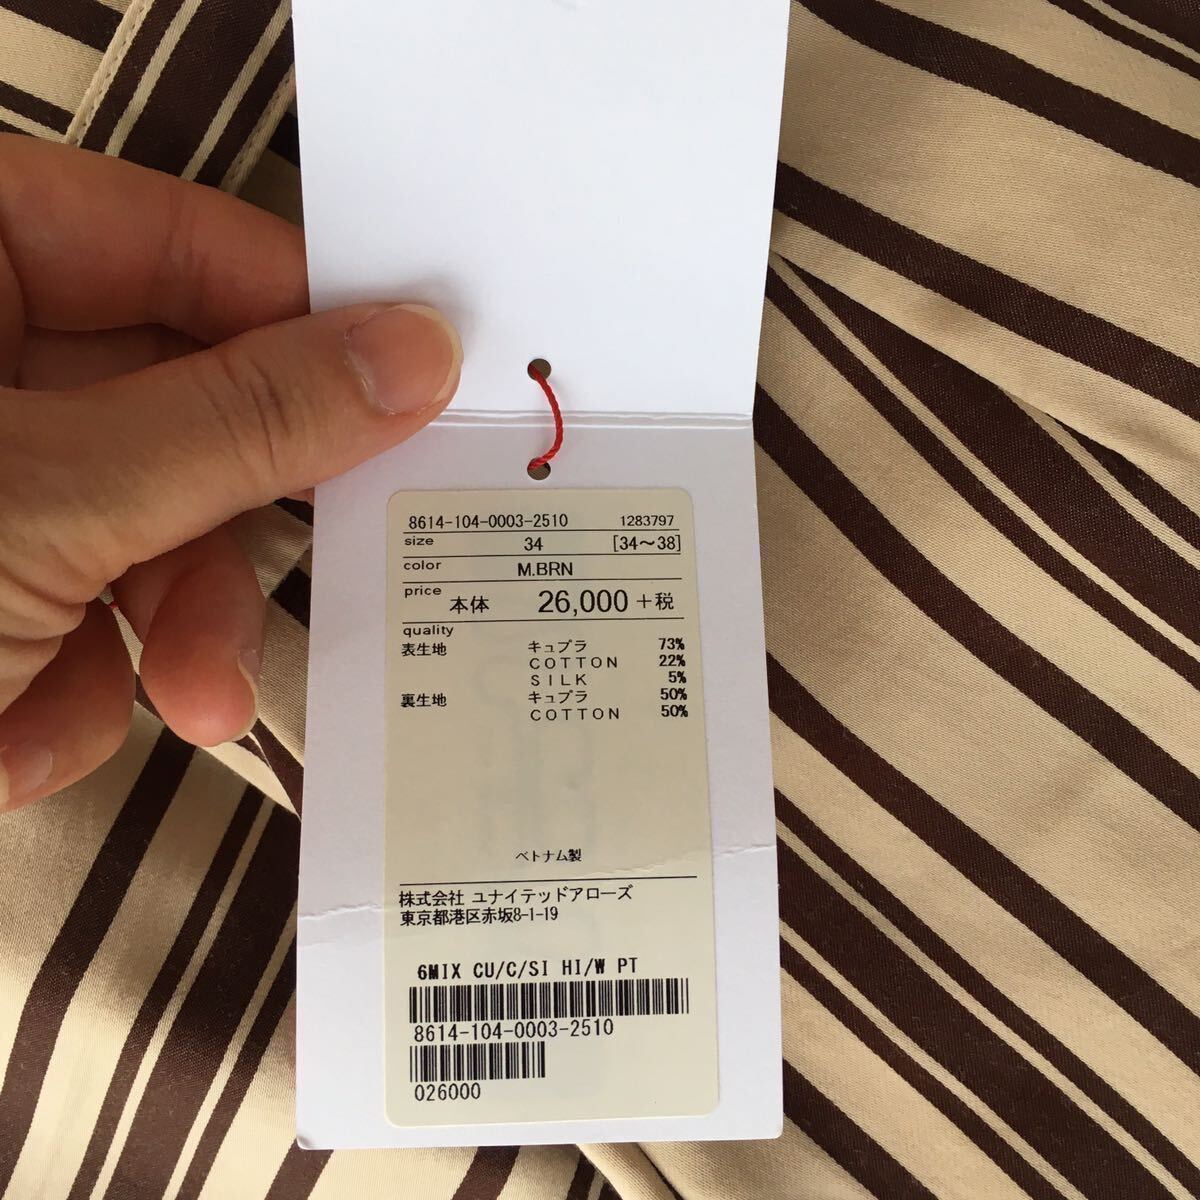 8614-104-0003-2510 1283797
size 34 [34～38]
color M.BRN
price 本体 26,000 +税
quality
表生地 キュプラ 73%
COTTON 22%
SILK 5%
裏生地 キュプラ 50%
COTTON 50%
ベトナム製
株式会社 ユナイテッドアローズ
東京都港区赤坂8-1-19
6MIX CU/C/SI HI/W PT
8614-104-0003-2510
026000